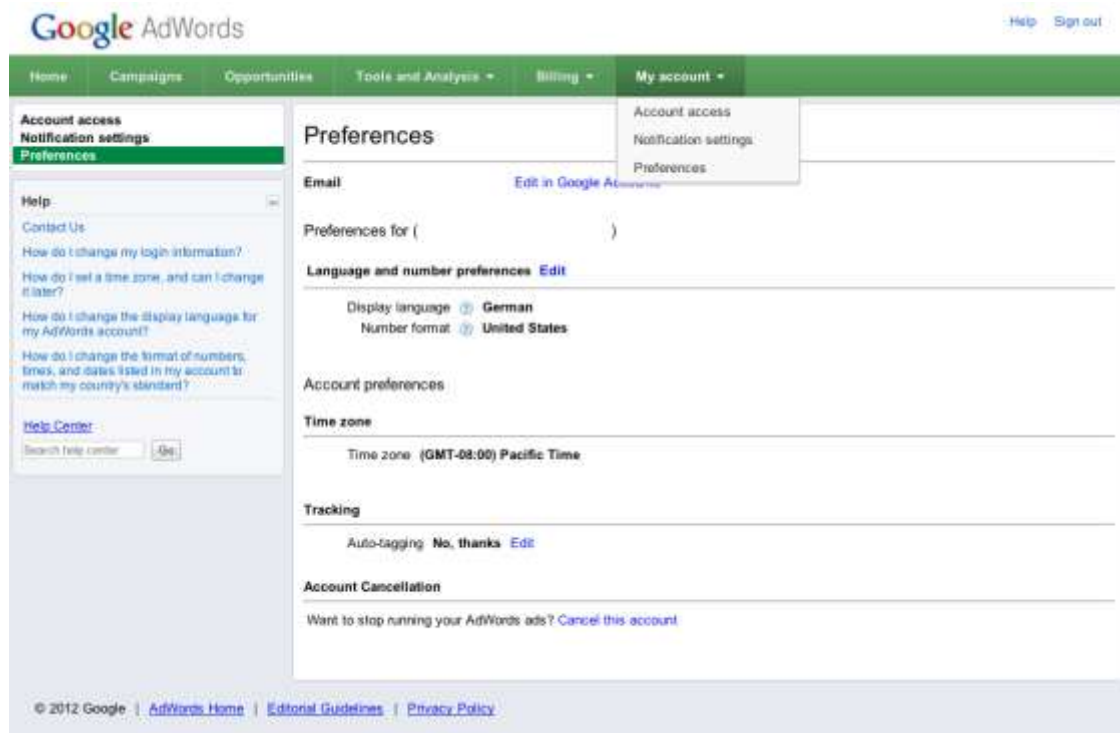 Google AdWords
Help Sign out
Home Campaigns Opportunities Tools and Analysis Billing My account
Account access
Notification settings
Preferences
Account access
Notification settings
Preferences
Help
Contact Us
How do I change my login information?
How do I set a time zone, and can I change
it later?
How do I change the display language for
my AdWords account?
How do I change the format of numbers,
times, and dates listed in my account to
match my country's standard?
Help Center
Search help center Go
Preferences
Email Edit in Google
Preferences for ( )
Language and number preferences Edit
Display language ? German
Number format ? United States
Account preferences
Time zone
Time zone (GMT-08:00) Pacific Time
Tracking
Auto-tagging No, thanks Edit
Account Cancellation
Want to stop running your AdWords ads? Cancel this account
© 2012 Google | AdWords Home | Editorial Guidelines | Privacy Policy